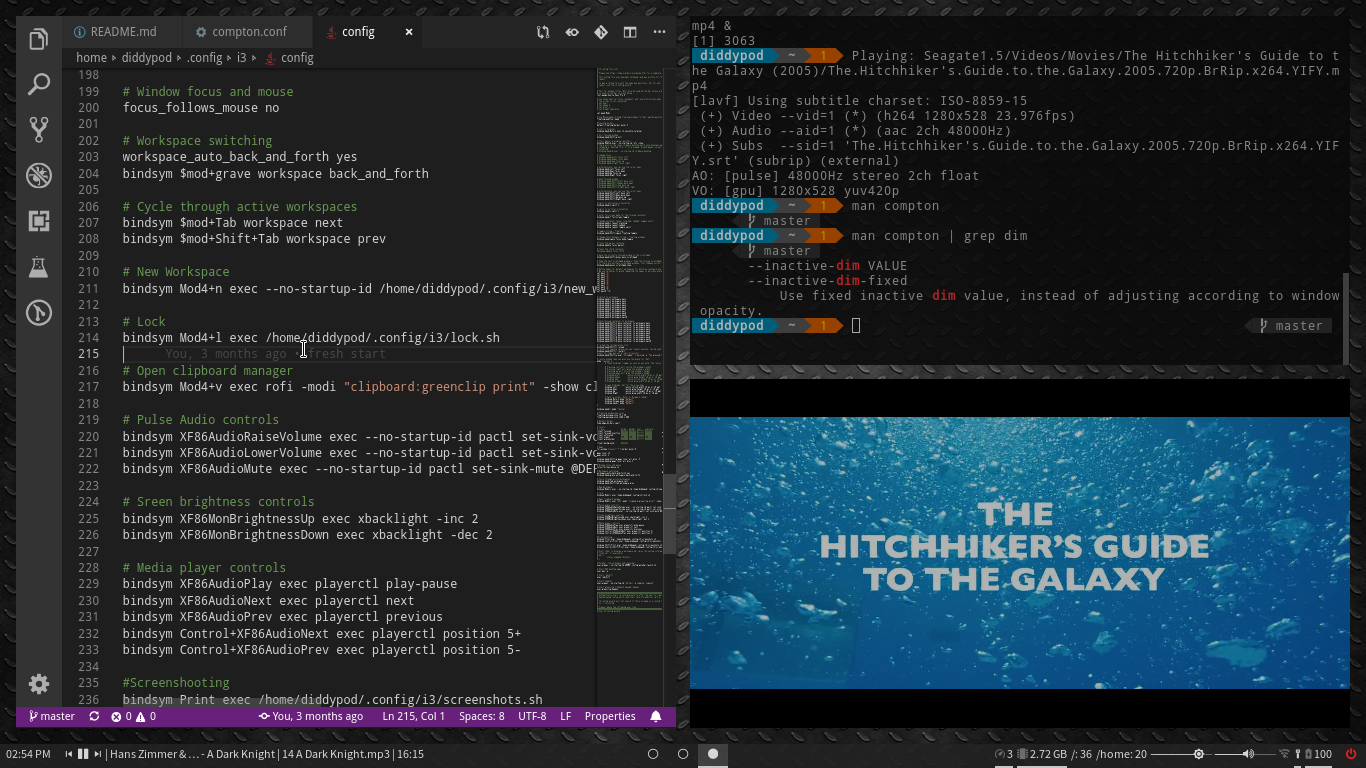 README.md
compton.conf
config
home > diddypod > .config > i3 > config
198
199 # Window focus and mouse
200 focus_follows_mouse no
201
202 # Workspace switching
203 workspace_auto_back_and_forth yes
204 bindsym $mod+grave workspace back_and_forth
205
206 # Cycle through active workspaces
207 bindsym $mod+Tab workspace next
208 bindsym $mod+Shift+Tab workspace prev
209
210 # New Workspace
211 bindsym Mod4+n exec --no-startup-id /home/diddypod/.config/i3/new_w
212
213 # Lock
214 bindsym Mod4+l exec /home/diddypod/.config/i3/lock.sh
215 You, 3 months ago • fresh start
216 # Open clipboard manager
217 bindsym Mod4+v exec rofi -modi "clipboard:greenclip print" -show cl
218
219 # Pulse Audio controls
220 bindsym XF86AudioRaiseVolume exec --no-startup-id pactl set-sink-vo
221 bindsym XF86AudioLowerVolume exec --no-startup-id pactl set-sink-vo
222 bindsym XF86AudioMute exec --no-startup-id pactl set-sink-mute @DEF
223
224 # Sreen brightness controls
225 bindsym XF86MonBrightnessUp exec xbacklight -inc 2
226 bindsym XF86MonBrightnessDown exec xbacklight -dec 2
227
228 # Media player controls
229 bindsym XF86AudioPlay exec playerctl play-pause
230 bindsym XF86AudioNext exec playerctl next
231 bindsym XF86AudioPrev exec playerctl previous
232 bindsym Control+XF86AudioNext exec playerctl position 5+
233 bindsym Control+XF86AudioPrev exec playerctl position 5-
234
235 #Screenshooting
236 bindsym Print exec /home/diddypod/.config/i3/screenshots.sh
master 0 0 You, 3 months ago Ln 215, Col 1 Spaces: 8 UTF-8 LF Properties
mp4 &
[1] 3063
diddypod ~ 1 Playing: Seagate1.5/Videos/Movies/The Hitchhiker's Guide to t
he Galaxy (2005)/The.Hitchhiker's.Guide.to.the.Galaxy.2005.720p.BrRip.x264.YIFY.m
p4
[lavf] Using subtitle charset: ISO-8859-15
(+) Video --vid=1 (*) (h264 1280x528 23.976fps)
(+) Audio --aid=1 (*) (aac 2ch 48000Hz)
(+) Subs --sid=1 'The.Hitchhiker's.Guide.to.the.Galaxy.2005.720p.BrRip.x264.YIF
Y.srt' (subrip) (external)
AO: [pulse] 48000Hz stereo 2ch float
VO: [gpu] 1280x528 yuv420p
diddypod ~ 1 man compton
master
diddypod ~ 1 man compton | grep dim
master
--inactive-dim VALUE
--inactive-dim-fixed
Use fixed inactive dim value, instead of adjusting according to window
opacity.
diddypod ~ 1 master
THE
HITCHHIKER'S GUIDE
TO THE GALAXY
02:54 PM | Hans Zimmer & ... - A Dark Knight | 14 A Dark Knight.mp3 | 16:15
3 2.72 GB /: 36 /home: 20 100